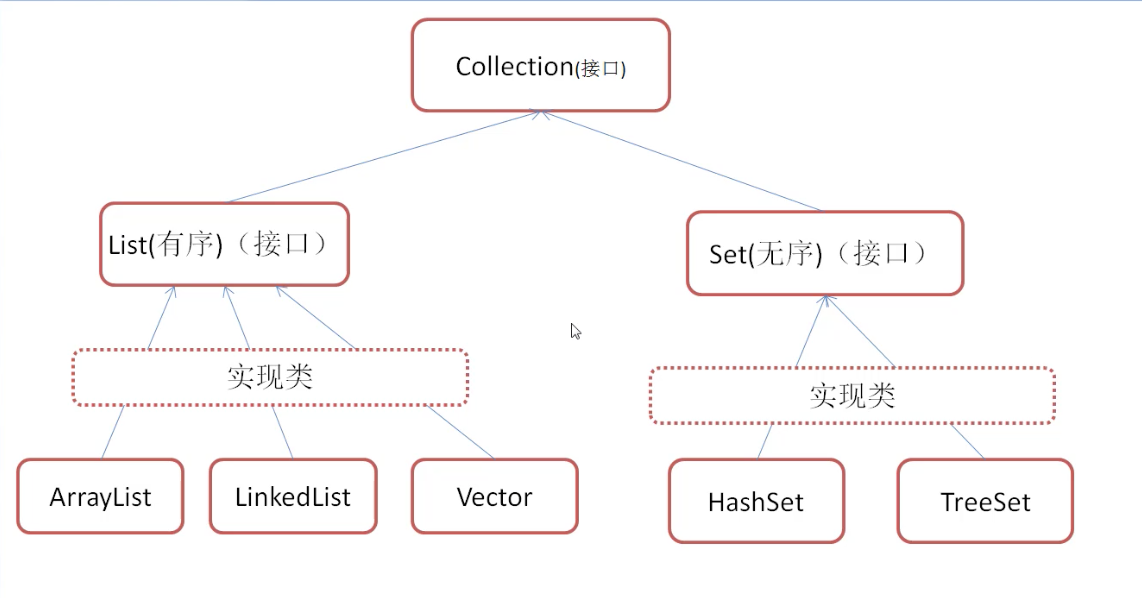 Collection(接口)
List(有序)（接口）
Set(无序)（接口）
实现类
实现类
ArrayList
LinkedList
Vector
HashSet
TreeSet